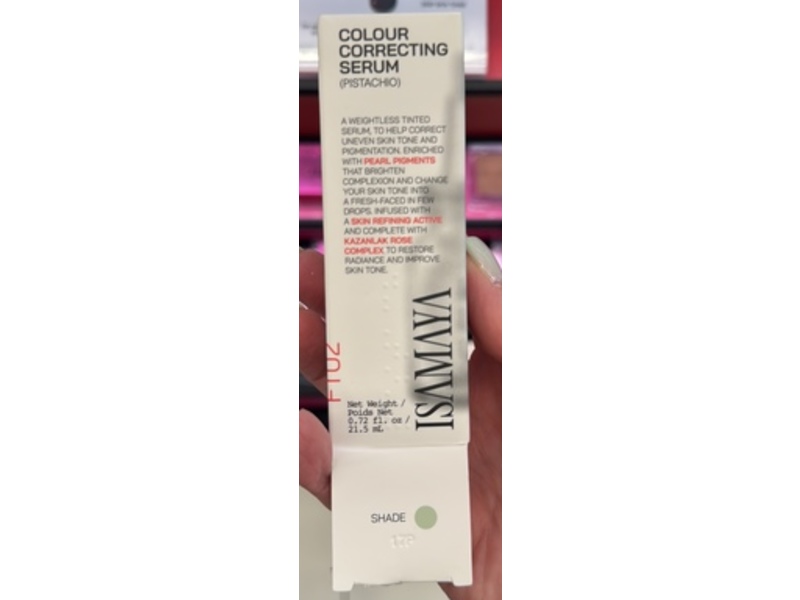 COLOUR
CORRECTING
SERUM
(PISTACHIO)
A WEIGHTLESS TINTED
SERUM, TO HELP CORRECT
UNEVEN SKIN TONE AND
PIGMENTATION. ENRICHED
WITH PEARL PIGMENTS
THAT BRIGHTEN
COMPLEXION AND CHANGE
YOUR SKIN TONE INTO
A FRESH-FACED IN FEW
DROPS. INFUSED WITH
A SKIN REFINING ACTIVE
AND COMPLETE WITH
KAZANLAK ROSE
COMPLEX TO RESTORE
RADIANCE AND IMPROVE
SKIN TONE.
ISAMAYA
Net Weight /
Poids Net
0.72 fl. oz /
21.5 mL
SHADE